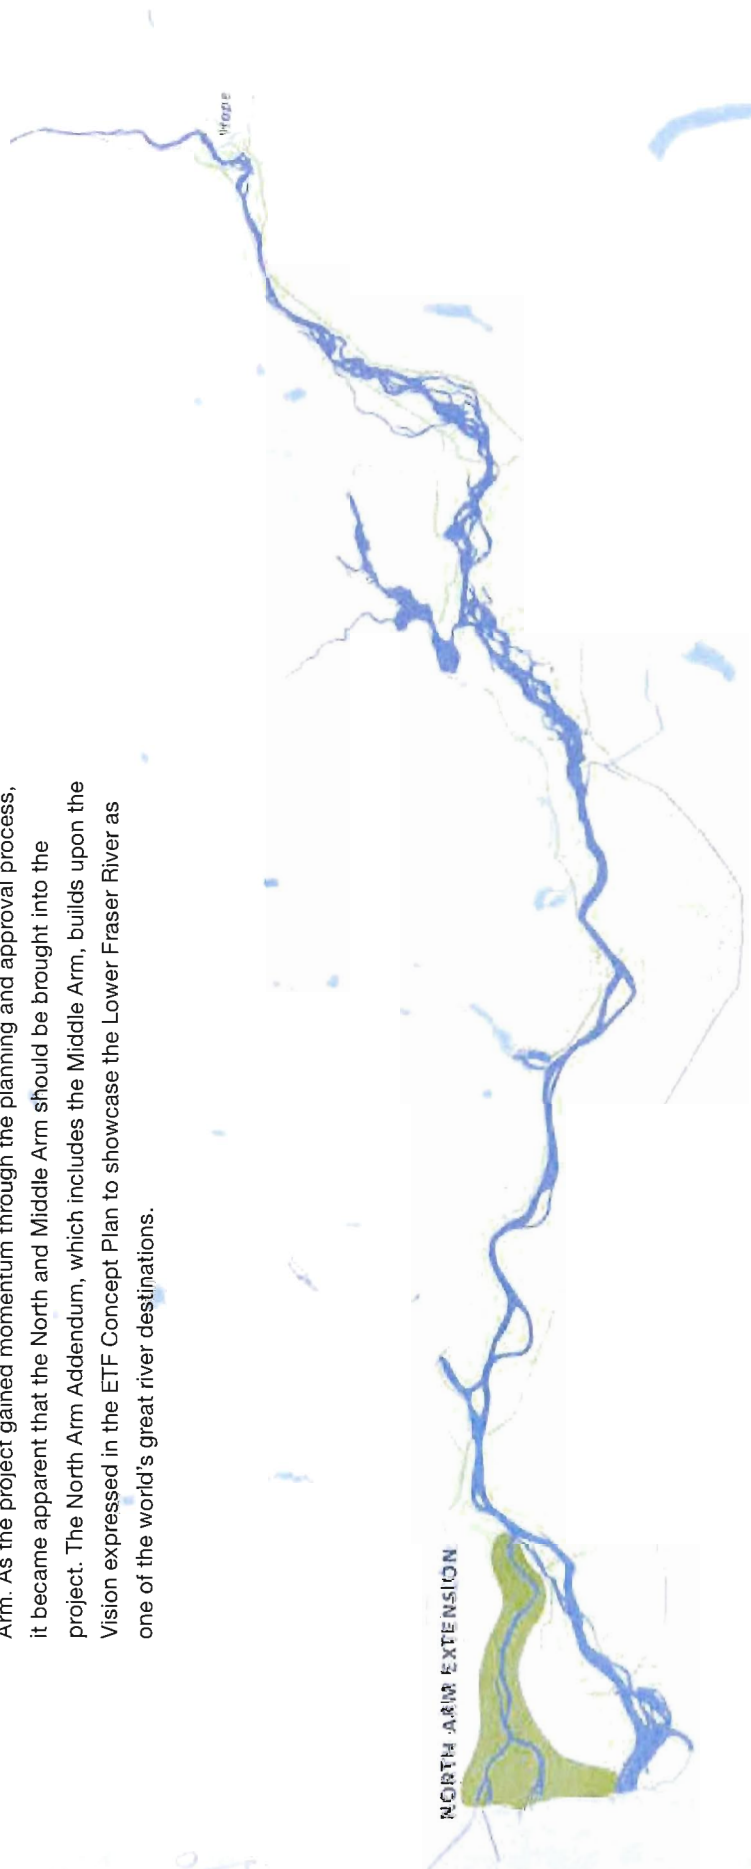 Arm. As the project gained momentum through the planning and approval process,
it became apparent that the North and Middle Arm should be brought into the
project. The North Arm Addendum, which includes the Middle Arm, builds upon the
Vision expressed in the ETF Concept Plan to showcase the Lower Fraser River as
one of the world's great river destinations.
Hope
NORTH ARM EXTENSION